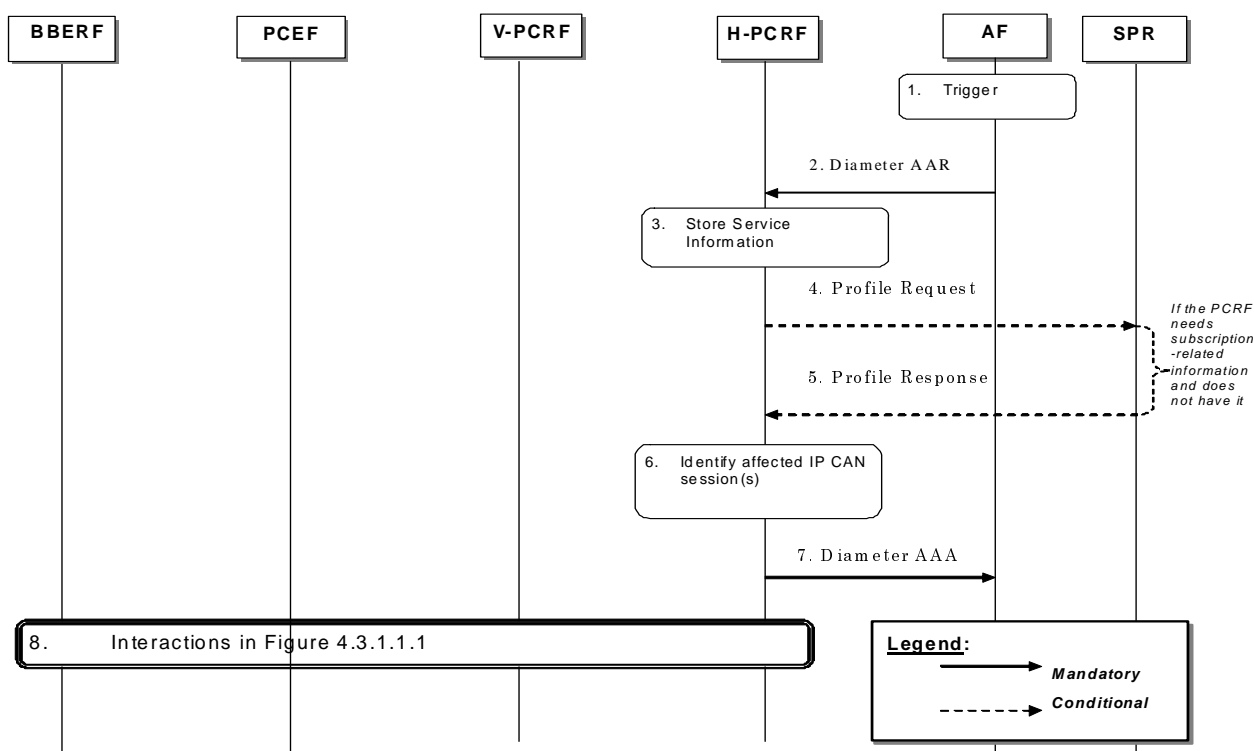 BBERF
PCEF
V-PCRF
H-PCRF
AF
SPR
1. Trigger
2. Diameter AAR
3. Store Service
Information
4. Profile Request
If the PCRF
needs
subscription
-related
information
and does
not have it
5. Profile Response
6. Identify affected IP CAN
session(s)
7. Diameter AAA
8. Interactions in Figure 4.3.1.1.1
Legend:
Mandatory
Conditional